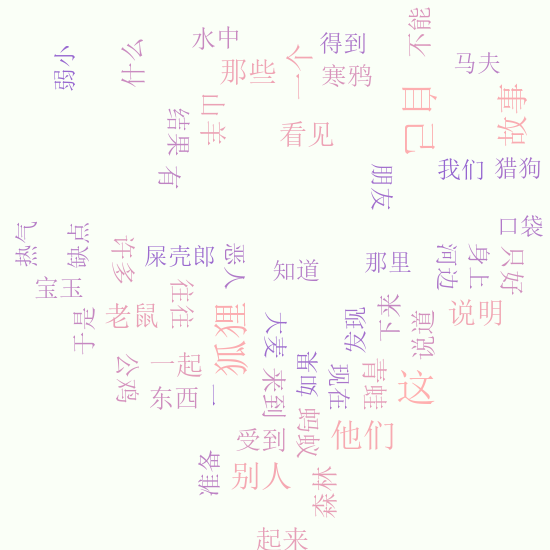 水中
得到
不能
弱小
什么
那些
一个
寒鸦
马夫
山羊
自己
故事
结果
看见
有
朋友
我们
猎狗
口袋
热气
缺点
许多
屎壳郎
恶人
知道
那里
河边
身上
只好
宝玉
往往
于是
老鼠
狐狸
大麦
发现
下来
说道
说明
公鸡
一起
东西
一
来到
现在
青蛙
这
蚂蚁
受到
他们
准备
别人
森林
起来